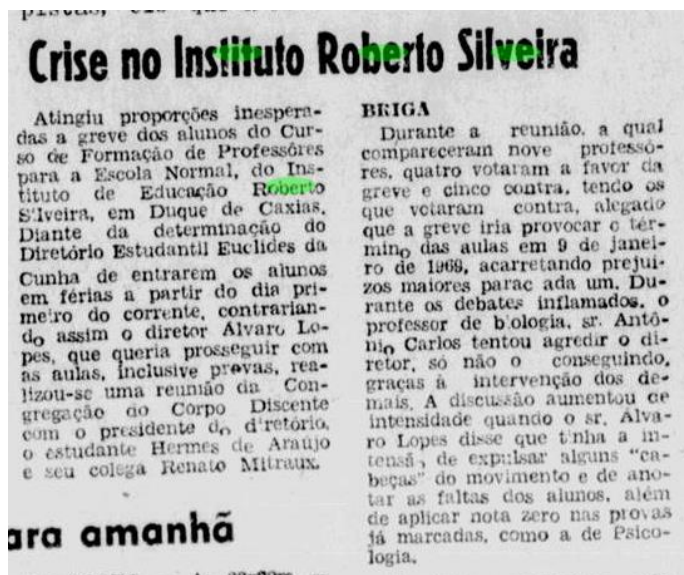 Crise no Instituto Roberto Silveira
Atingiu proporções inespera-
das a greve dos alunos do Cur-
so de Formação de Professôres
para a Escola Normal, do Ins-
tituto de Educação Roberto
S'lveira, em Duque de Caxias.
Diante da determinação do
Diretório Estudantil Euclides da
Cunha de entrarem os alunos
em férias a partir do dia pri-
meiro do corrente, contrarian-
do assim o diretor Alvaro Lo-
pes, que queria prosseguir com
as aulas, inclusive provas, rea-
lizou-se uma reunião da Con-
gregação do Corpo Discente
com o presidente do d'retório,
o estudante Hermes de Araújo
e seu colega Renato Mitraux.
BRIGA
Durante a reunião, a qual
compareceram nove professô-
res, quatro votaram a favor da
greve e cinco contra, tendo os
que votaram contra, alegado
que a greve iria provocar o tér-
mino das aulas em 9 de janei-
ro de 1969, acarretando prejui-
zos maiores parac ada um. Du-
rante os debates inflamados, o
professor de b'ologia, sr. Antô-
nio Carlos tentou agredir o di-
retor, só não o conseguindo,
graças à intervenção dos de-
mais. A discussão aumentou de
intensidade quando o sr. Álva-
ro Lopes disse que tinha a in-
tensã, de expulsar alguns "ca-
beças" do movimento e de ano-
tar as faltas dos alunos, além
de aplicar nota zero nas provas
já marcadas, como a de Psico-
logia.
ara amanhã